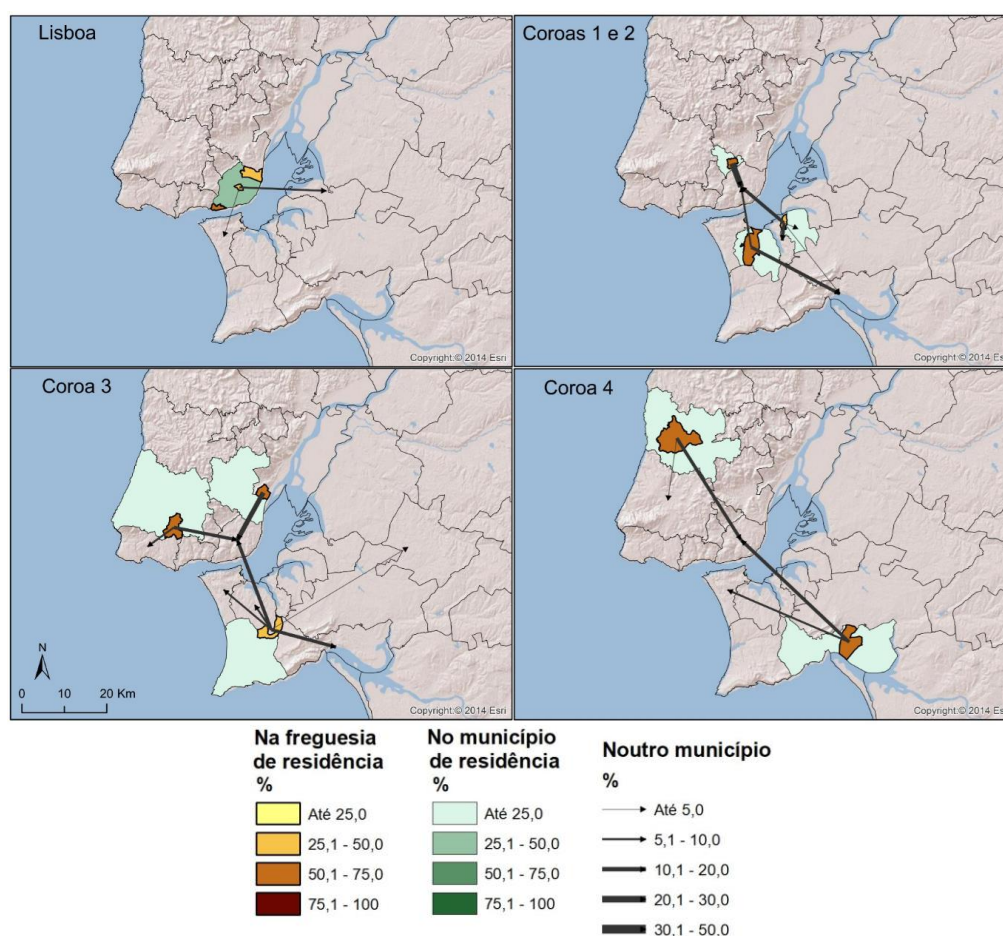 Lisboa
Copyright:© 2014 Esri
Coroas 1 e 2
Copyright:© 2014 Esri
Coroa 3
N
0 10 20 Km
Copyright:© 2014 Esri
Coroa 4
Copyright:© 2014 Esri
Na freguesia
de residência
%
Até 25,0
25,1 - 50,0
50,1 - 75,0
75,1 - 100
No município
de residência
%
Até 25,0
25,1 - 50,0
50,1 - 75,0
75,1 - 100
Noutro município
%
Até 5,0
5,1 - 10,0
10,1 - 20,0
20,1 - 30,0
30,1 - 50,0